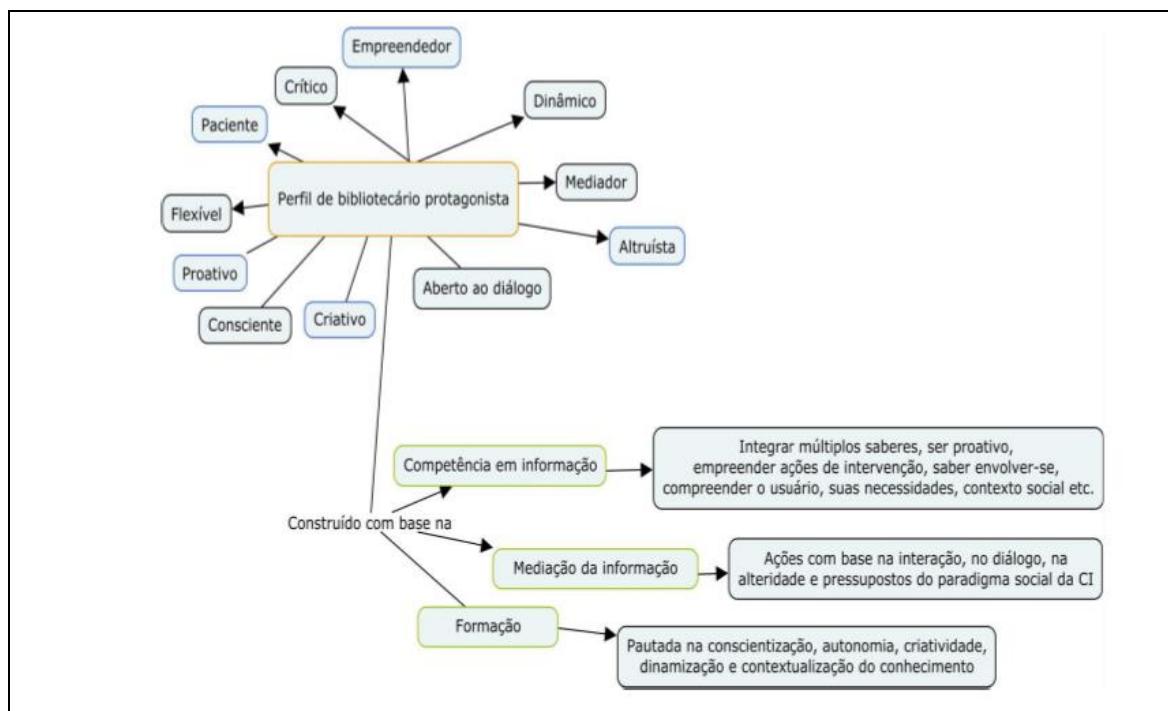 Empreendedor
Crítico
Dinâmico
Paciente
Perfil de bibliotecário protagonista
Mediador
Flexível
Altruísta
Proativo
Aberto ao diálogo
Consciente
Criativo
Construído com base na
Competência em informação
Integrar múltiplos saberes, ser proativo,
empreender ações de intervenção, saber envolver-se,
compreender o usuário, suas necessidades, contexto social etc.
Mediação da informação
Ações com base na interação, no diálogo, na
alteridade e pressupostos do paradigma social da CI
Formação
Pautada na conscientização, autonomia, criatividade,
dinamização e contextualização do conhecimento